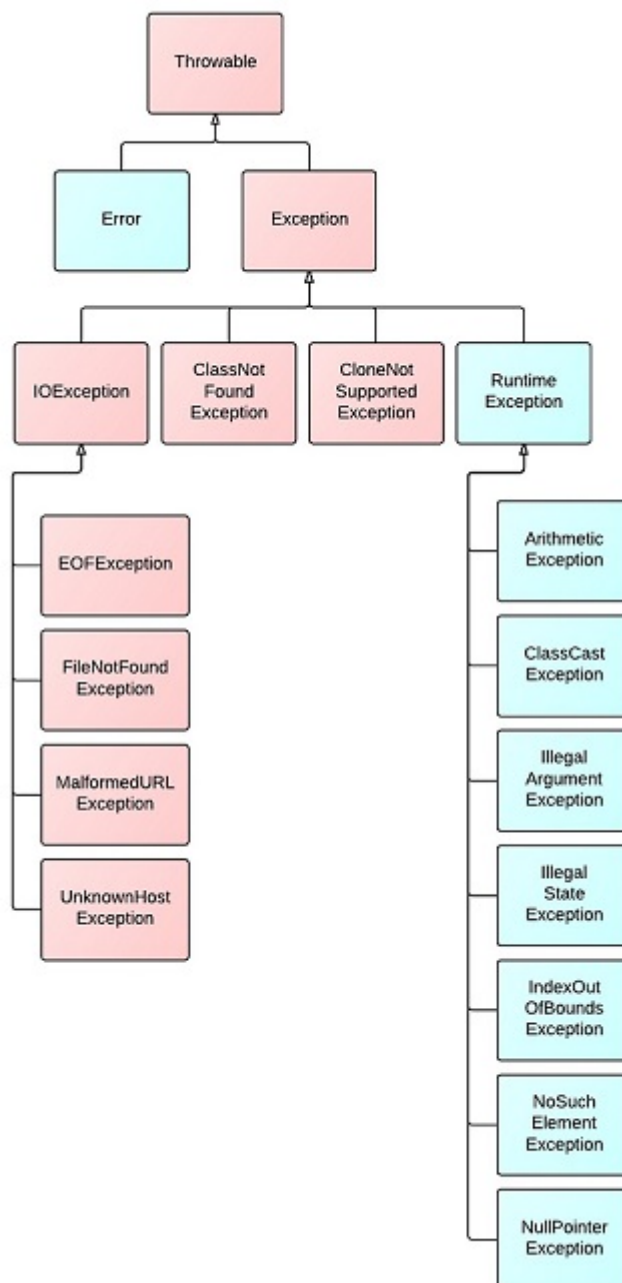 Throwable
Error
Exception
IOException
ClassNot
Found
Exception
CloneNot
Supported
Exception
Runtime
Exception
EOFException
FileNotFound
Exception
MalformedURL
Exception
UnknownHost
Exception
Arithmetic
Exception
ClassCast
Exception
Illegal
Argument
Exception
Illegal
State
Exception
IndexOut
OfBounds
Exception
NoSuch
Element
Exception
NullPointer
Exception